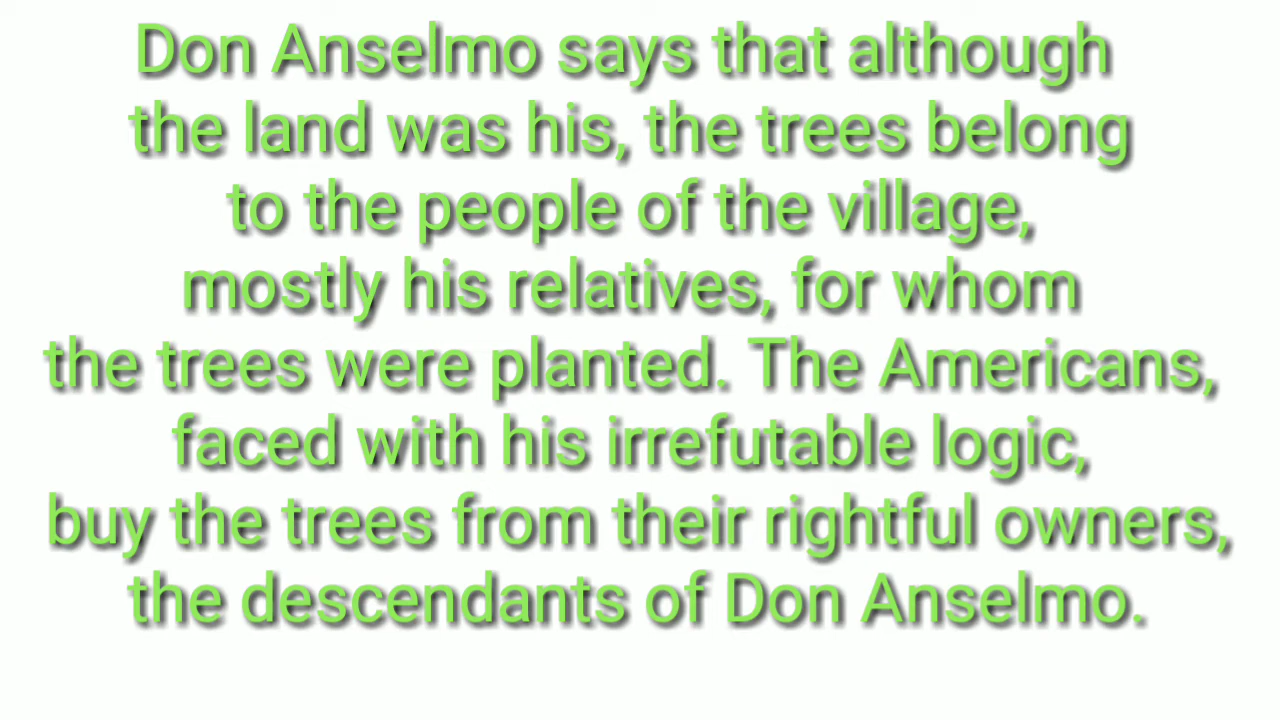 Don Anselmo says that although
the land was his, the trees belong
to the people of the village,
mostly his relatives, for whom
the trees were planted. The Americans,
faced with his irrefutable logic,
buy the trees from their rightful owners,
the descendants of Don Anselmo.